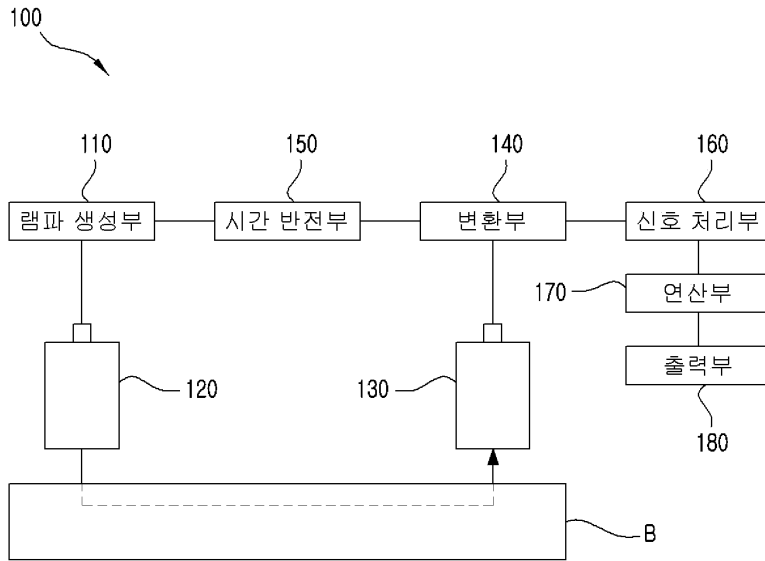 100
110
150
140
160
램파 생성부
시간 반전부
변환부
신호 처리부
170
연산부
출력부
180
120
130
B